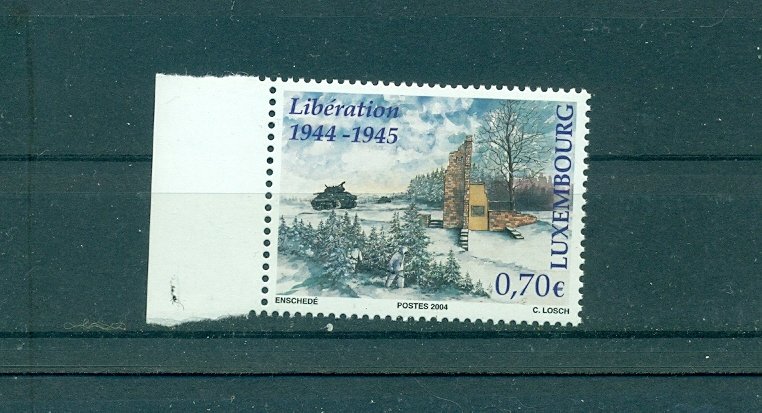 Libération
1944 - 1945
LUXEMBOURG
0,70€
ENSCHEDÉ
POSTES 2004
C. LOSCH